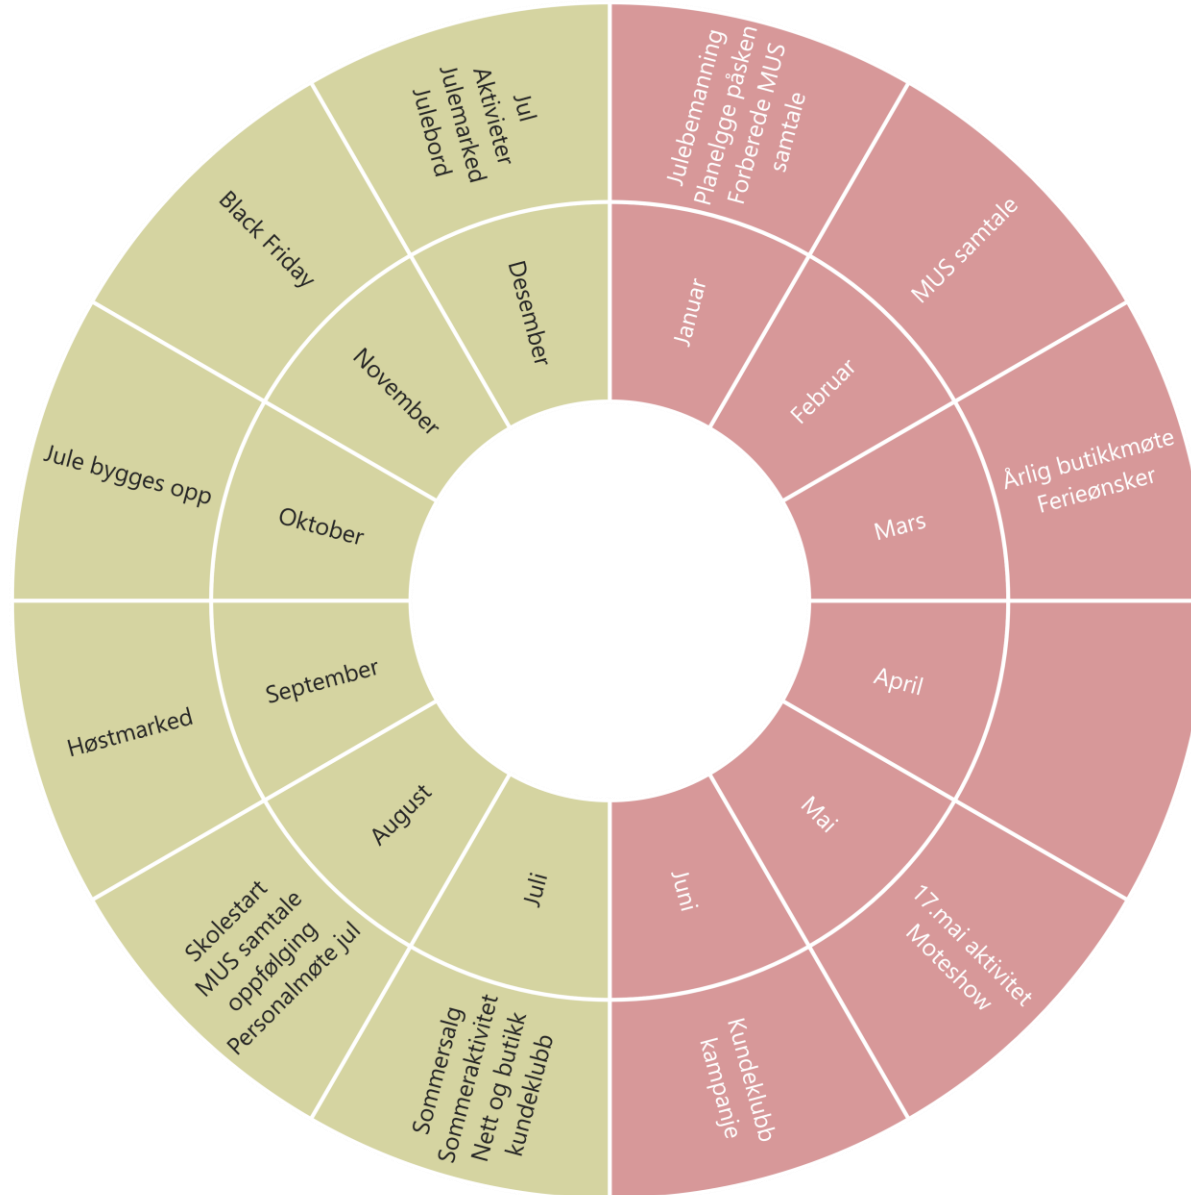 Januar
Julebemanning
Planelgge påsken
Forberede MUS
samtale
Februar
MUS samtale
Mars
Årlig butikkmøte
Ferieønsker
April
Mai
17.mai aktivitet
Moteshow
Juni
Kundeklubb
kampanje
Juli
Sommersalg
Sommeraktivitet
Nett og butikk
kundeklubb
August
Skolestart
MUS samtale
oppfølging
Personalmøte jul
September
Høstmarked
Oktober
Jule bygges opp
November
Black Friday
Desember
Jul
Aktivieter
Julemarked
Julebord